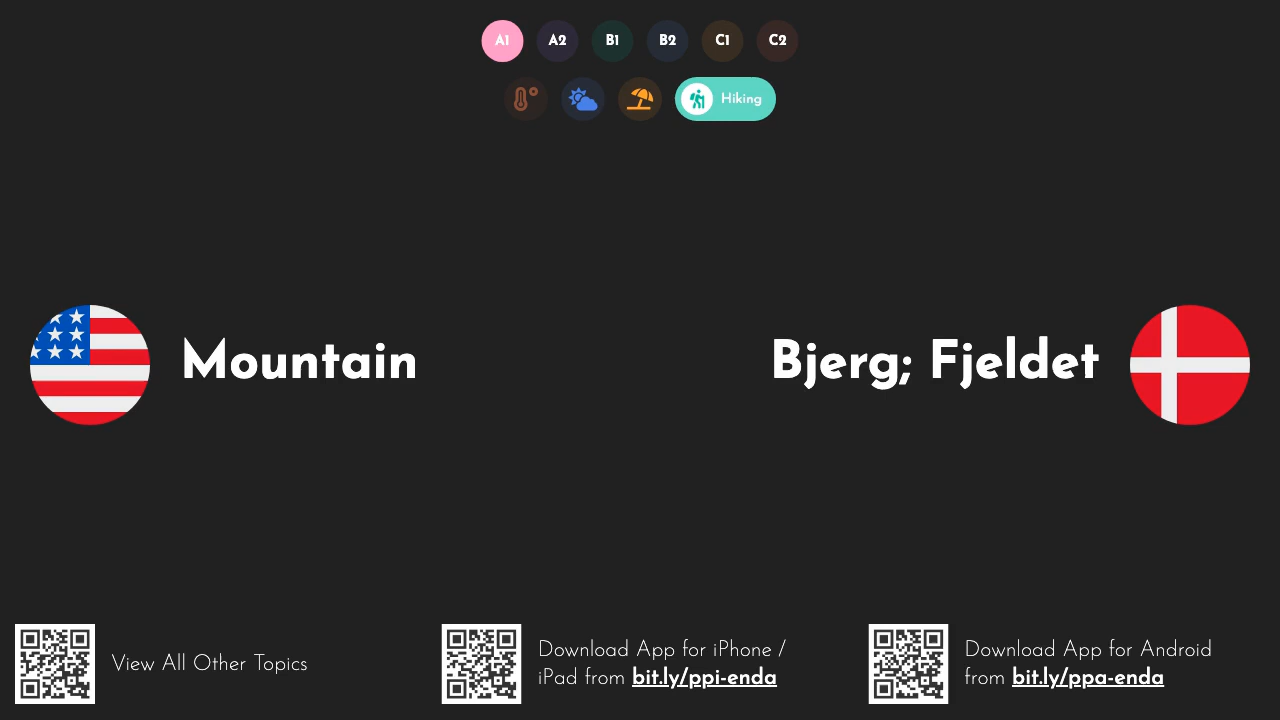 A1 A2 B1 B2 C1 C2
Hiking
Mountain
Bjerg; Fjeldet
View All Other Topics
Download App for iPhone /
iPad from bit.ly/ppi-enda
Download App for Android
from bit.ly/ppa-enda